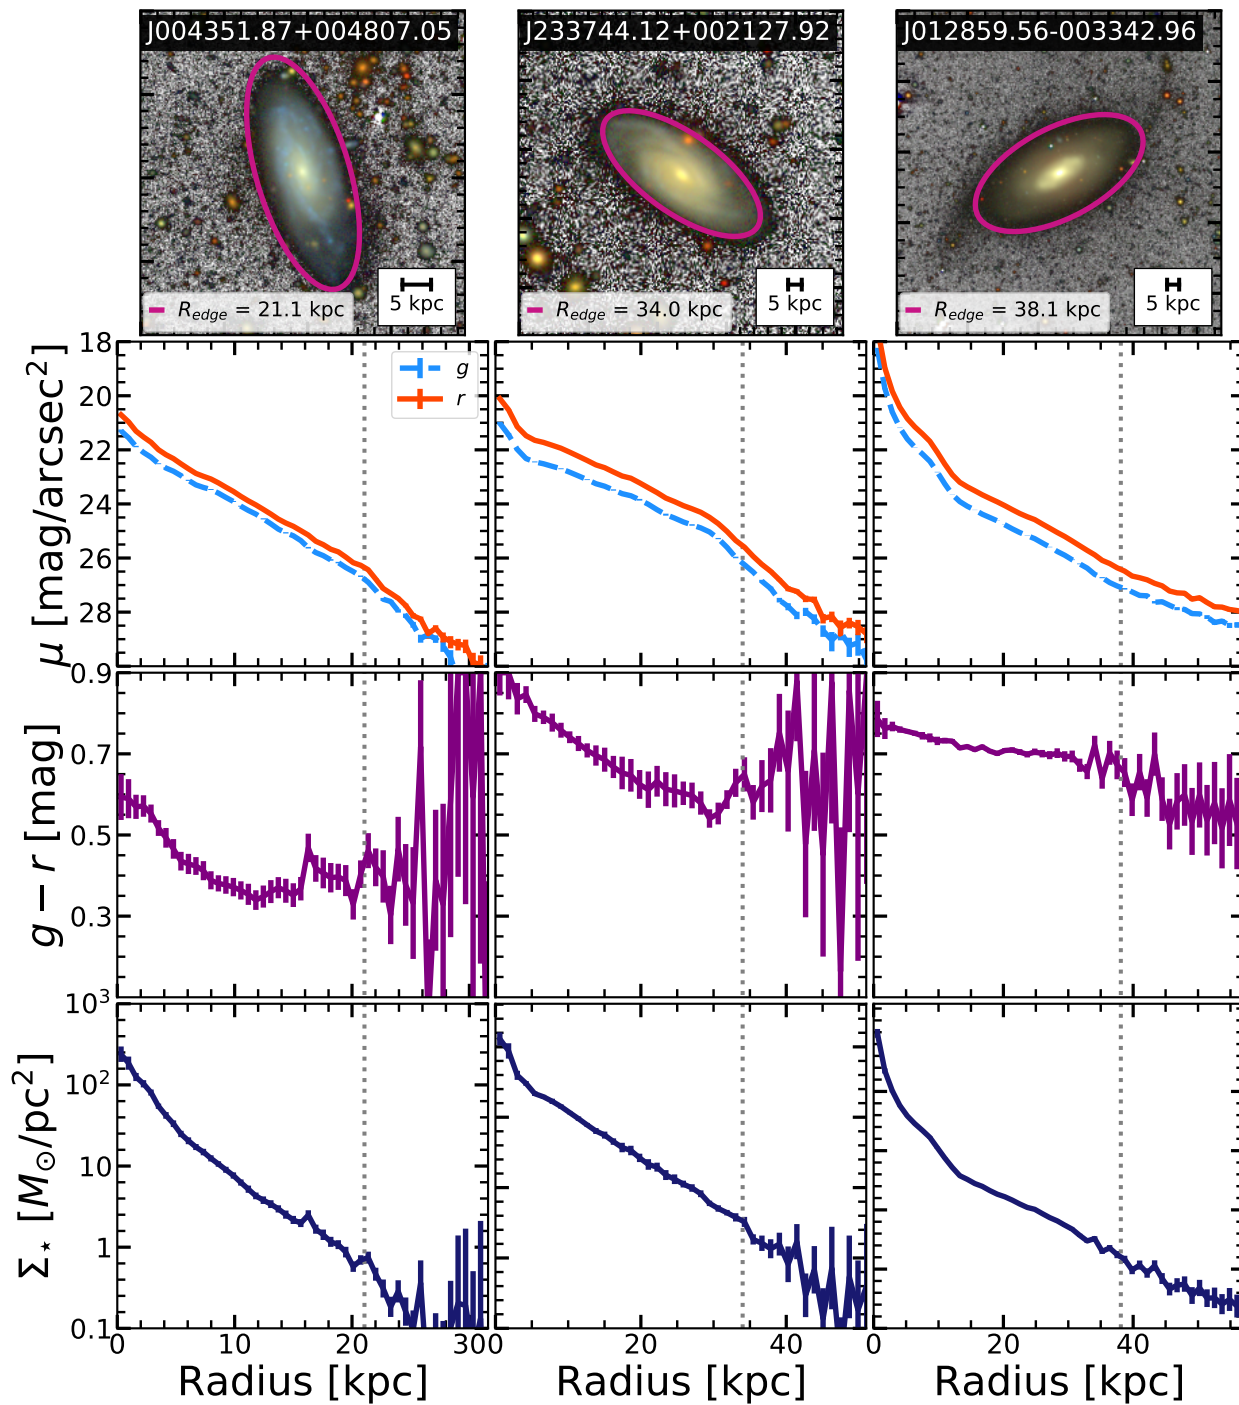 J004351.87+004807.05
J233744.12+002127.92
J012859.56-003342.96
5 kpc
5 kpc
5 kpc
R_edge = 21.1 kpc
R_edge = 34.0 kpc
R_edge = 38.1 kpc
μ [mag/arcsec²]
18
20
22
24
26
28
g
r
g − r [mag]
0.9
0.7
0.5
0.3
Σ⋆ [M⊙/pc²]
10³
10²
10
1
0.1
0 10 20 30
0 20 40
0 20 40
Radius [kpc]
Radius [kpc]
Radius [kpc]